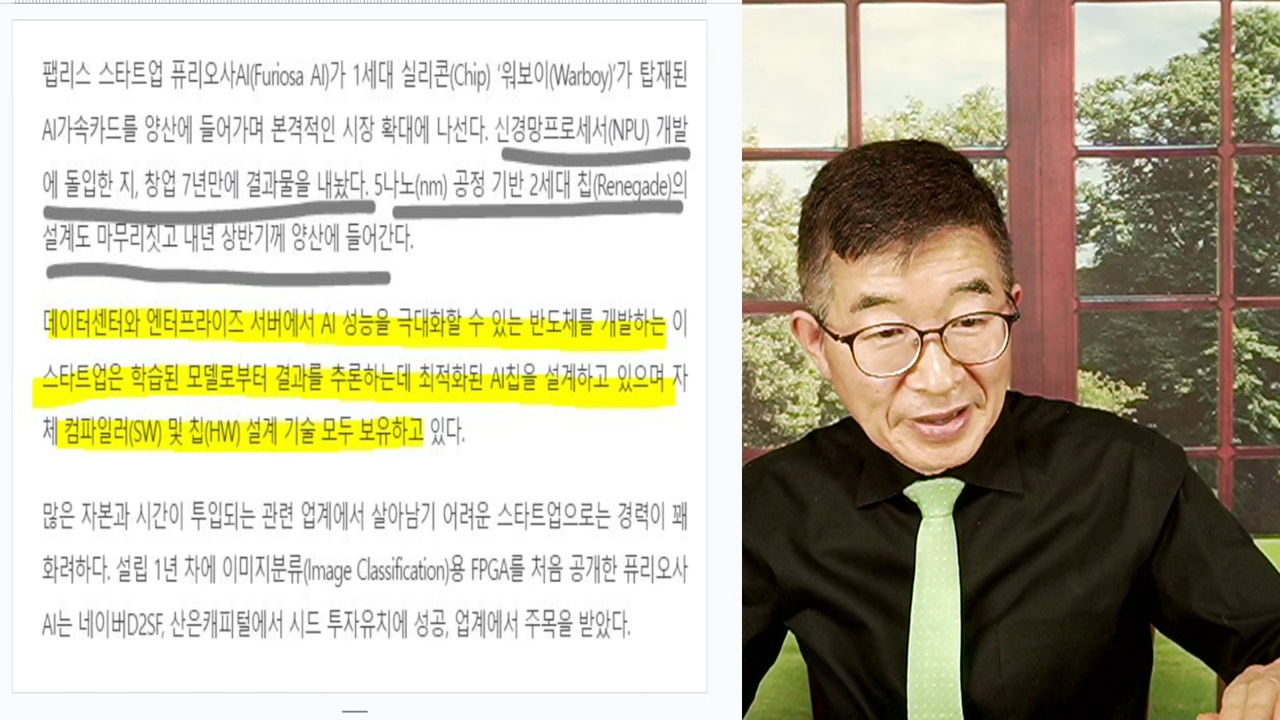 팹리스 스타트업 퓨리오사AI(Furiosa AI)가 1세대 실리콘(Chip) ‘워보이(Warboy)’가 탑재된
AI가속카드를 양산에 들어가며 본격적인 시장 확대에 나선다. 신경망프로세서(NPU) 개발
에 돌입한 지, 창업 7년만에 결과물을 내놨다. 5나노(nm) 공정 기반 2세대 칩(Renegade)의
설계도 마무리짓고 내년 상반기께 양산에 들어간다.
데이터센터와 엔터프라이즈 서버에서 AI 성능을 극대화할 수 있는 반도체를 개발하는 이
스타트업은 학습된 모델로부터 결과를 추론하는데 최적화된 AI칩을 설계하고 있으며 자
체 컴파일러(SW) 및 칩(HW) 설계 기술 모두 보유하고 있다.
많은 자본과 시간이 투입되는 관련 업계에서 살아남기 어려운 스타트업으로는 경력이 꽤
화려하다. 설립 1년 차에 이미지분류(Image Classification)용 FPGA를 처음 공개한 퓨리오사
AI는 네이버D2SF, 산은캐피털에서 시드 투자유치에 성공, 업계에서 주목을 받았다.